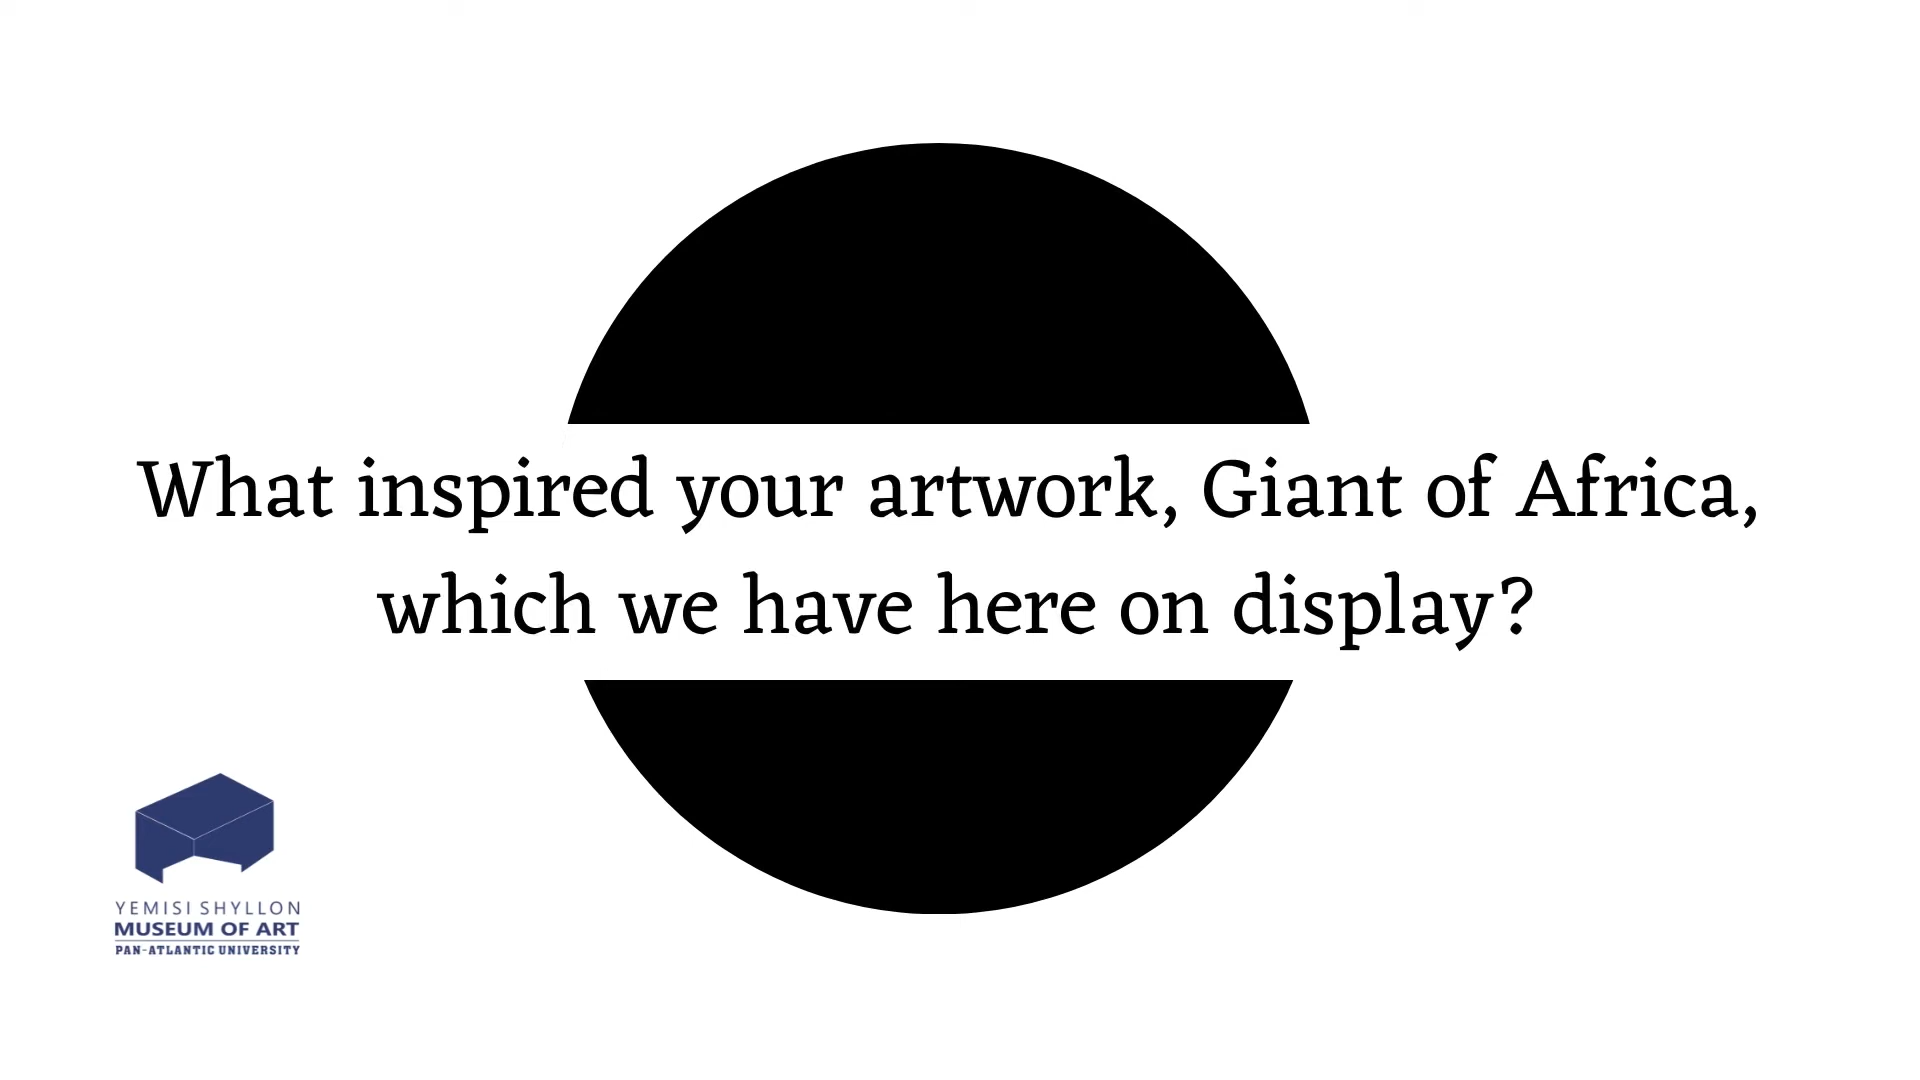 What inspired your artwork, Giant of Africa,
which we have here on display?
YEMISI SHYLLON
MUSEUM OF ART
PAN-ATLANTIC UNIVERSITY